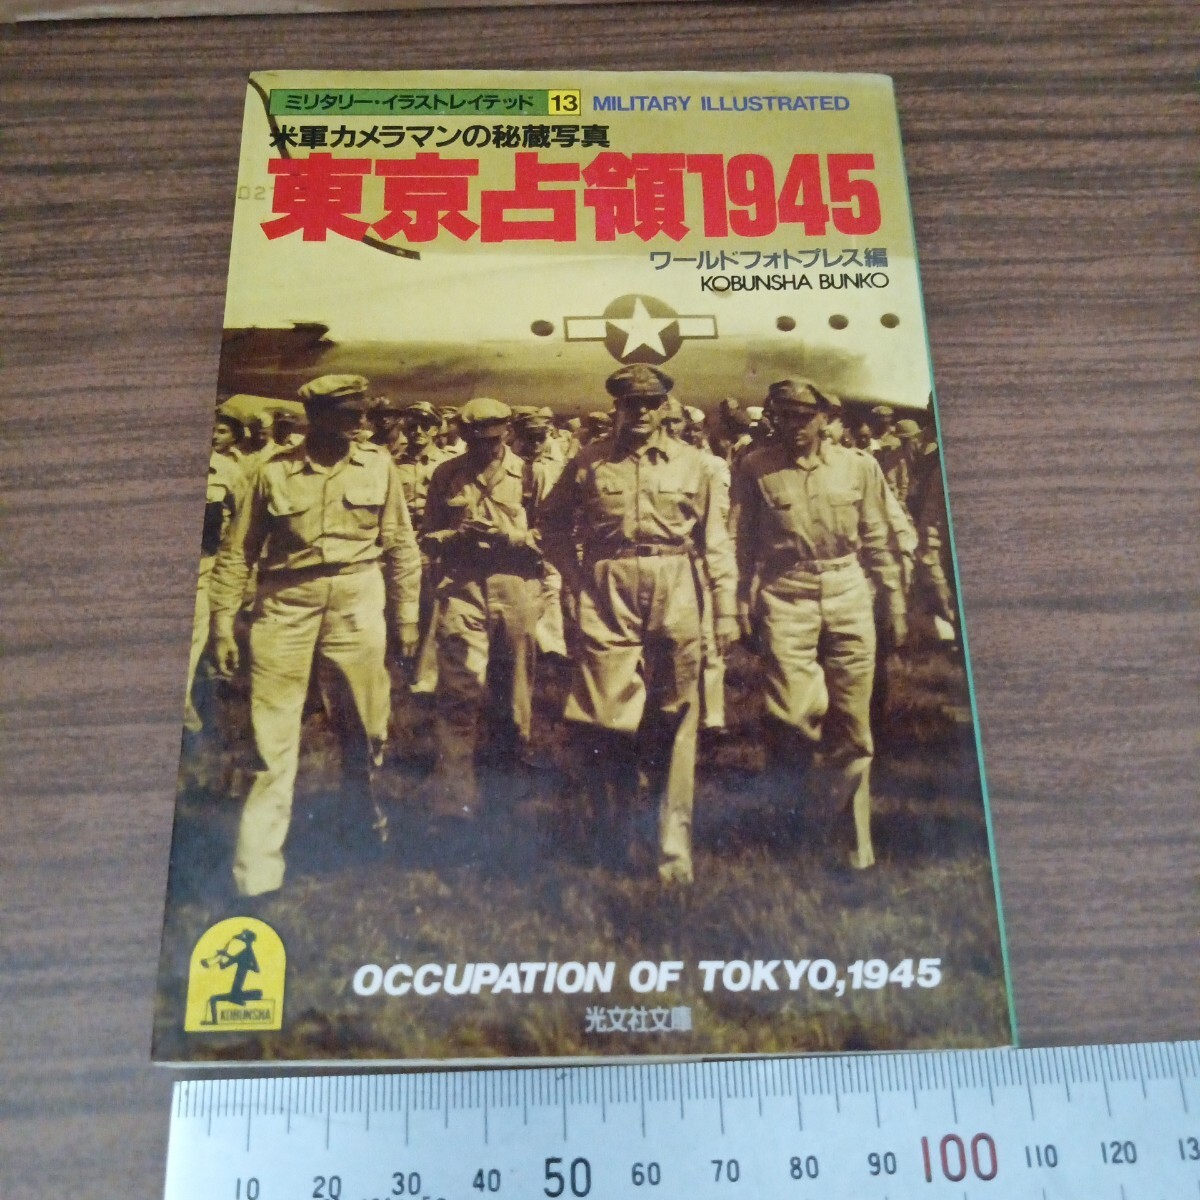 ミリタリー・イラストレイテッド 13 MILITARY ILLUSTRATED
米軍カメラマンの秘蔵写真
東京占領1945
ワールドフォトプレス編
KOBUNSHA BUNKO
KOBUNSHA
OCCUPATION OF TOKYO,1945
光文社文庫
10 20 30 40 50 60 70 80 90 100 110 120